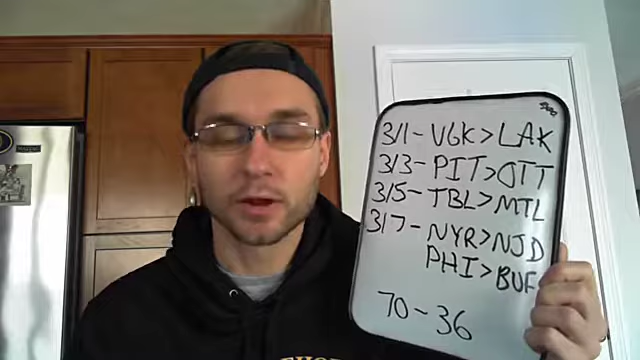 3/1- VGK>LAK
3/3- PIT>OTT
3/5- TBL>MTL
3/7- NYR>NJD
PHI>BUF
70-36